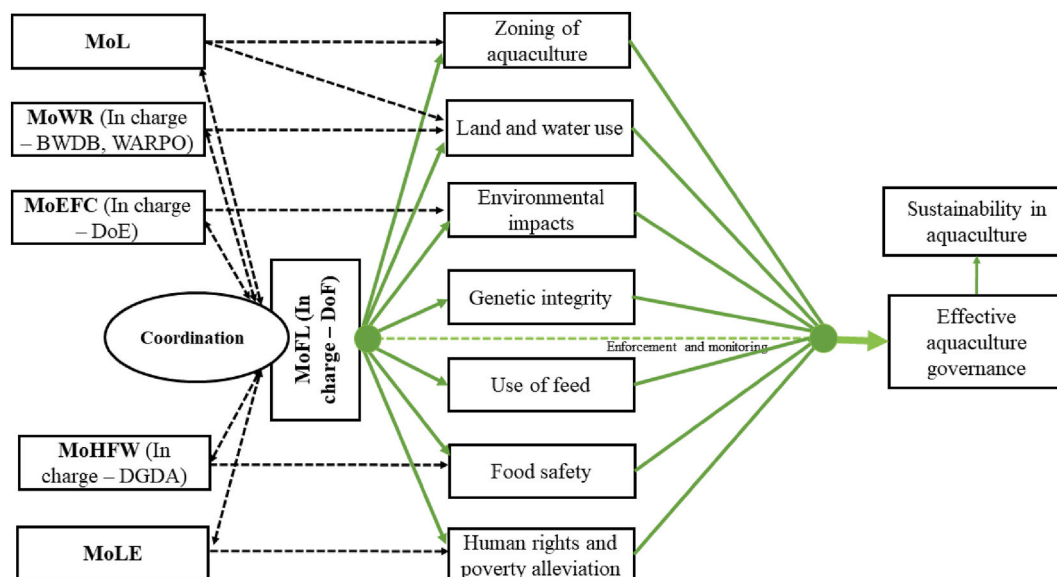 MoL
MoWR (In charge
– BWDB, WARPO)
MoEFC (In charge
– DoE)
Coordination
MoFL (In
charge – DoF)
MoHFW (In
charge – DGDA)
MoLE
Zoning of
aquaculture
Land and water use
Environmental
impacts
Genetic integrity
Enforcement and monitoring
Use of feed
Food safety
Human rights and
poverty alleviation
Sustainability in
aquaculture
Effective
aquaculture
governance